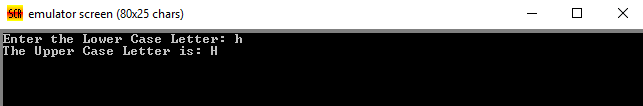 emulator screen (80x25 chars)
Enter the Lower Case Letter: h
The Upper Case Letter is: H